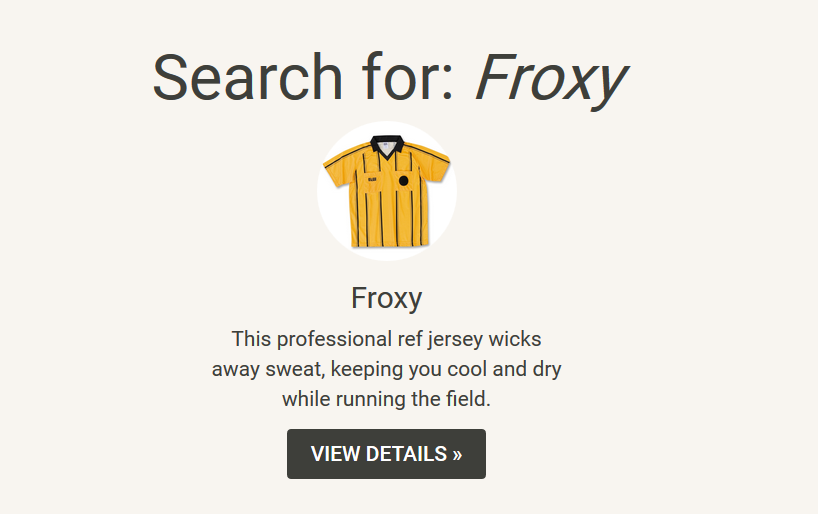 Search for: Froxy
Froxy
This professional ref jersey wicks
away sweat, keeping you cool and dry
while running the field.
VIEW DETAILS »